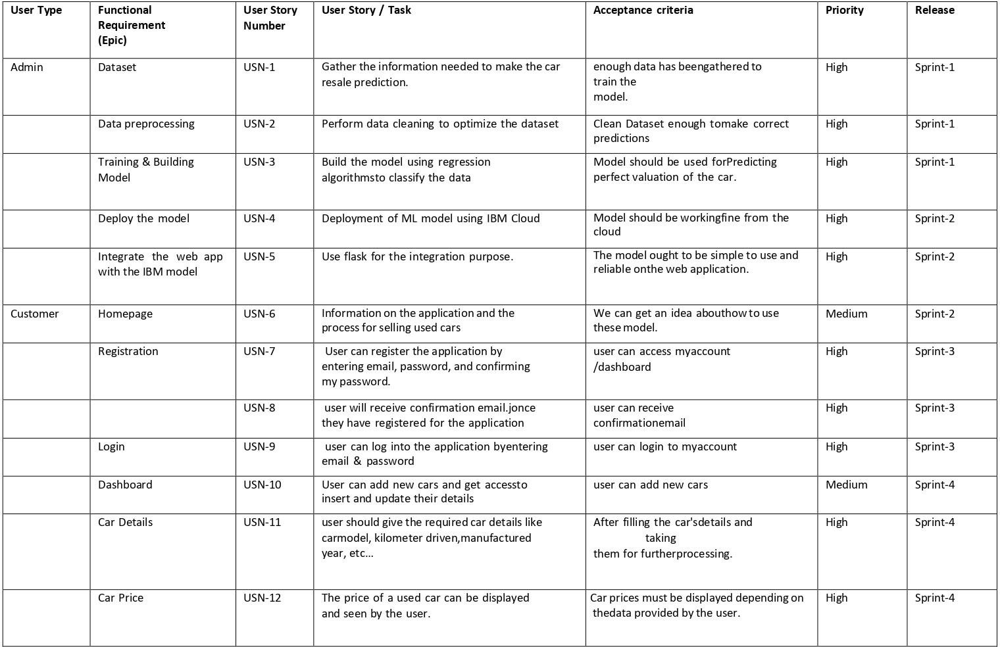 User Type
Functional
Requirement
(Epic)
User Story
Number
User Story / Task
Acceptance criteria
Priority
Release
Admin
Dataset
USN-1
Gather the information needed to make the car
resale prediction.
enough data has beengathered to
train the
model.
High
Sprint-1
Data preprocessing
USN-2
Perform data cleaning to optimize the dataset
Clean Dataset enough tomake correct
predictions
High
Sprint-1
Training & Building
Model
USN-3
Build the model using regression
algorithmsto classify the data
Model should be used forPredicting
perfect valuation of the car.
High
Sprint-1
Deploy the model
USN-4
Deployment of ML model using IBM Cloud
Model should be workingfine from the
cloud
High
Sprint-2
Integrate the web app
with the IBM model
USN-5
Use flask for the integration purpose.
The model ought to be simple to use and
reliable onthe web application.
High
Sprint-2
Customer
Homepage
USN-6
Information on the application and the
process for selling used cars
We can get an idea abouthow to use
these model.
Medium
Sprint-2
Registration
USN-7
User can register the application by
entering email, password, and confirming
my password.
user can access myaccount
/dashboard
High
Sprint-3
USN-8
user will receive confirmation email.jonce
they have registered for the application
user can receive
confirmationemail
High
Sprint-3
Login
USN-9
user can log into the application byentering
email & password
user can login to myaccount
High
Sprint-3
Dashboard
USN-10
User can add new cars and get accessto
insert and update their details
user can add new cars
Medium
Sprint-4
Car Details
USN-11
user should give the required car details like
carmodel, kilometer driven,manufactured
year, etc…
After filling the car'sdetails and
taking
them for furtherprocessing.
High
Sprint-4
Car Price
USN-12
The price of a used car can be displayed
and seen by the user.
Car prices must be displayed depending on
thedata provided by the user.
High
Sprint-4